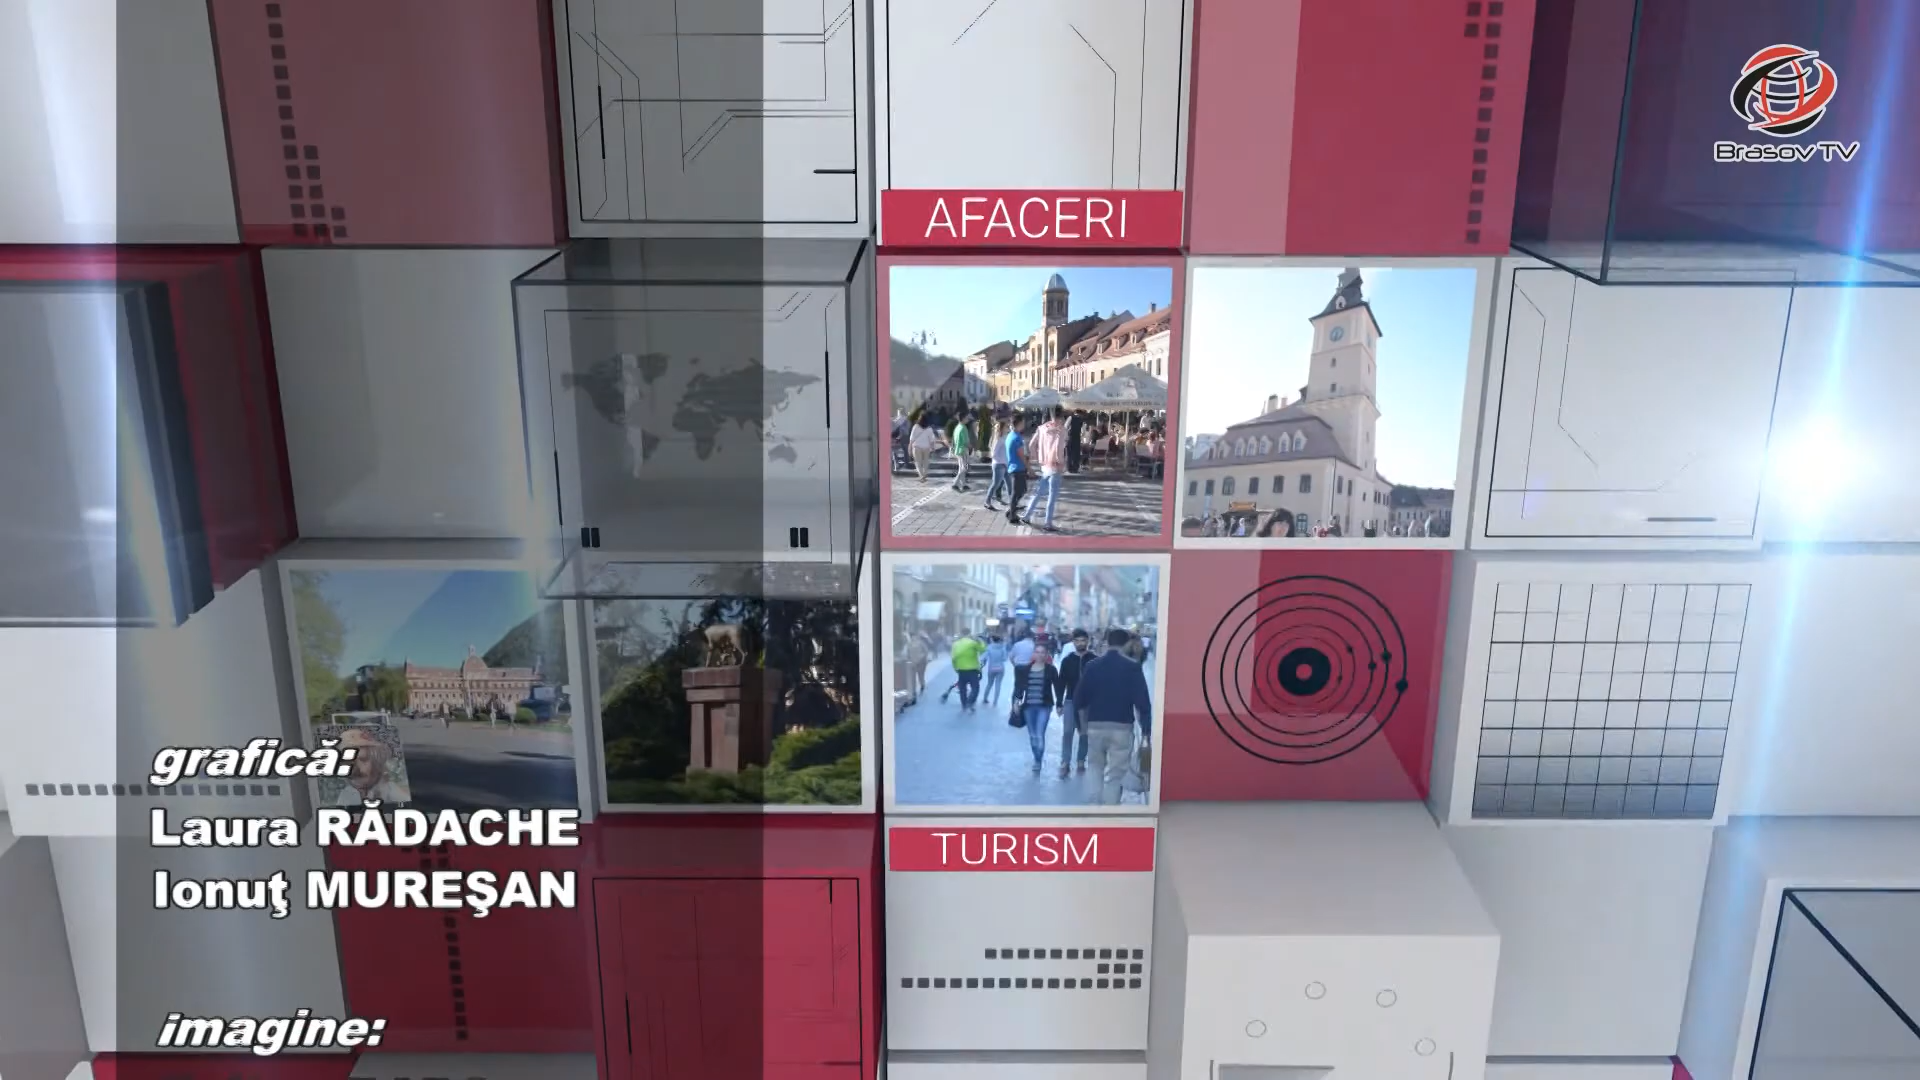 Brasov TV
AFACERI
grafică:
Laura RĂDACHE
Ionuţ MUREŞAN
TURISM
imagine: